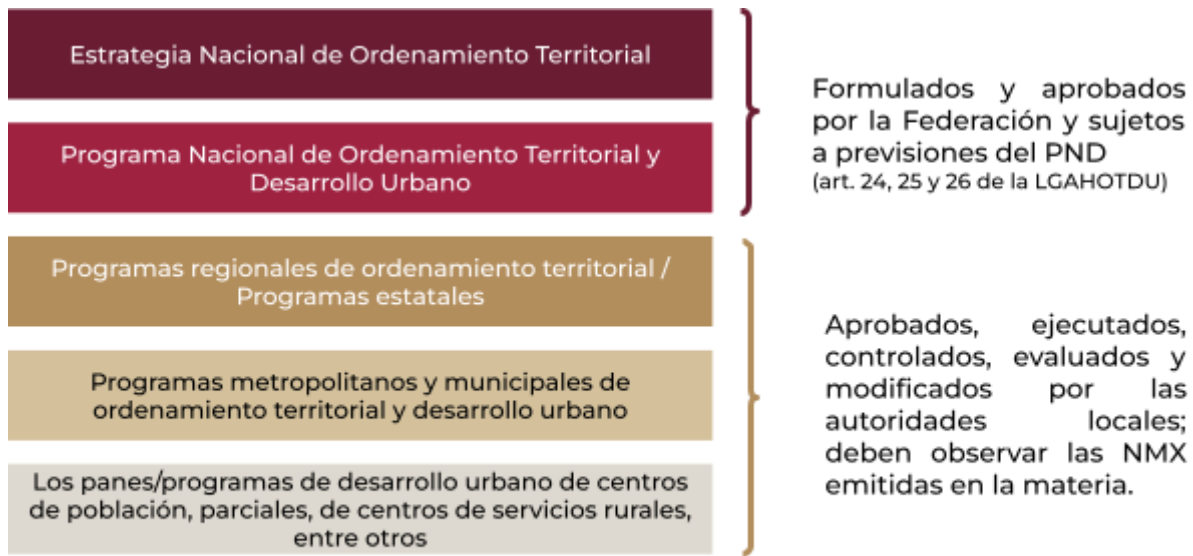 Estrategia Nacional de Ordenamiento Territorial
Programa Nacional de Ordenamiento Territorial y
Desarrollo Urbano
Formulados y aprobados
por la Federación y sujetos
a previsiones del PND
(art. 24, 25 y 26 de la LGAHOTDU)
Programas regionales de ordenamiento territorial /
Programas estatales
Programas metropolitanos y municipales de
ordenamiento territorial y desarrollo urbano
Los panes/programas de desarrollo urbano de centros
de población, parciales, de centros de servicios rurales,
entre otros
Aprobados, ejecutados,
controlados, evaluados y
modificados por las
autoridades locales;
deben observar las NMX
emitidas en la materia.